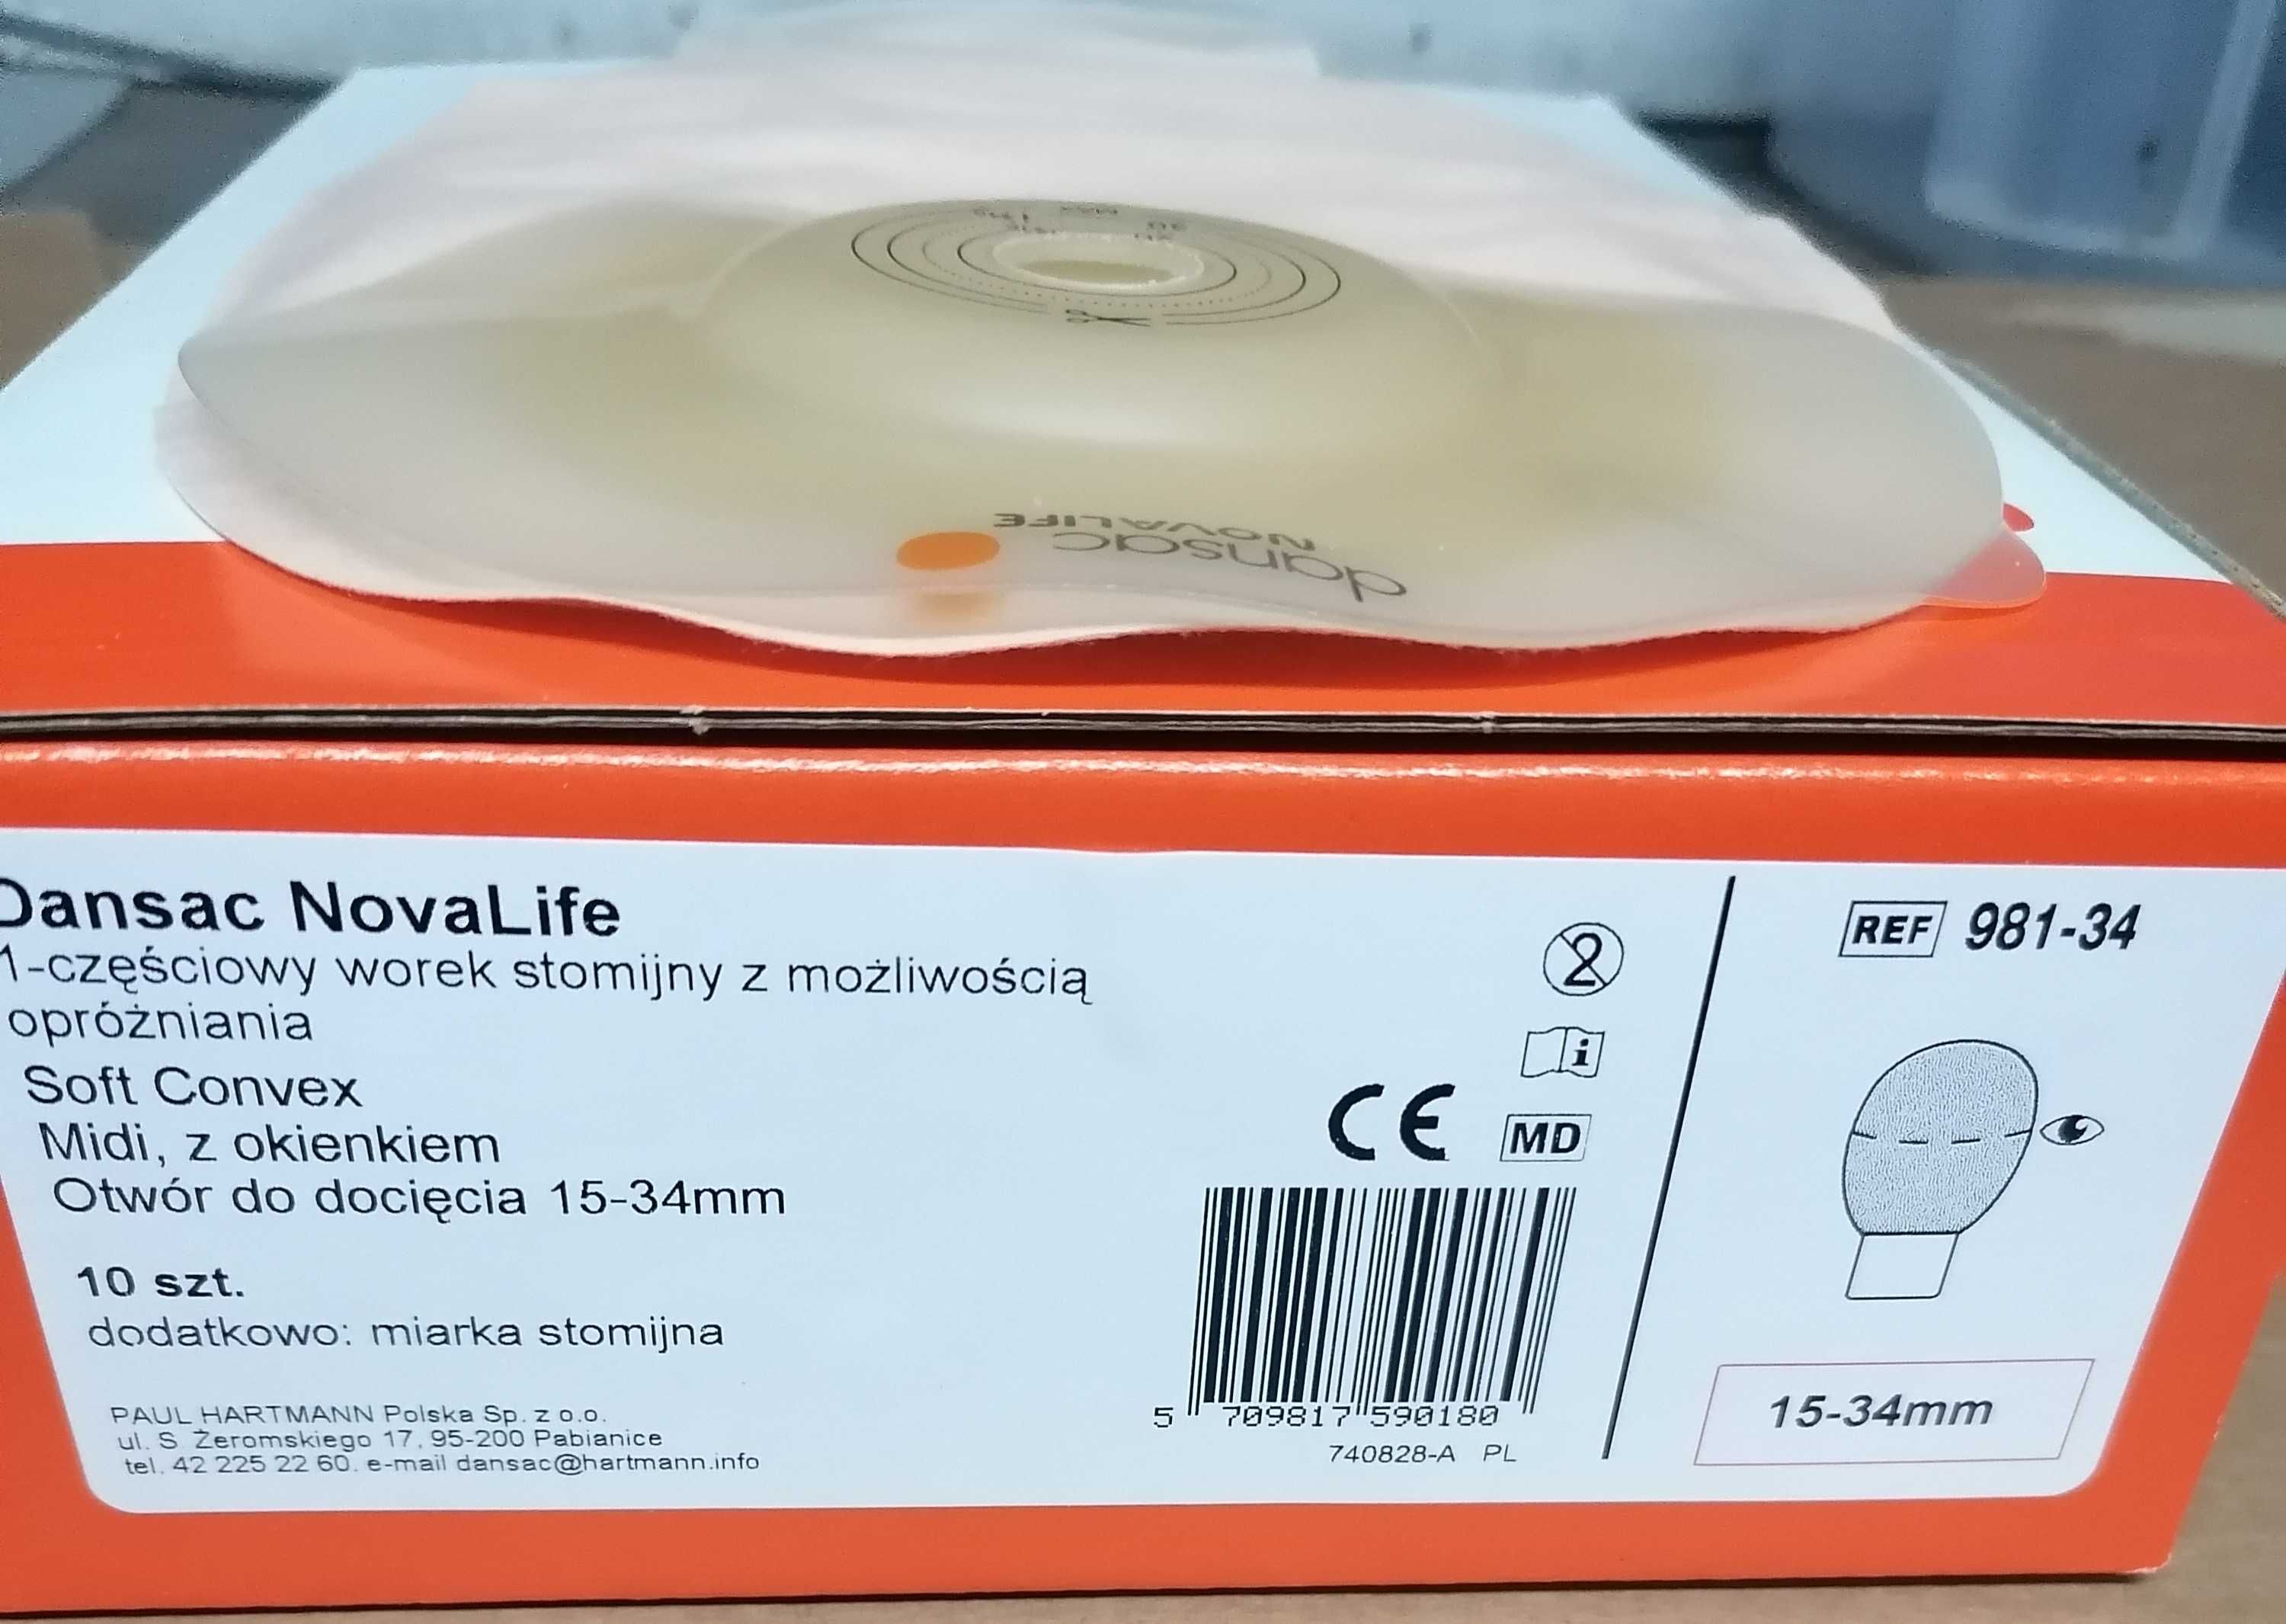 MAX
30
dansac
NOVALIFE
Dansac NovaLife
1-częściowy worek stomijny z możliwością
opróżniania
Soft Convex
Midi, z okienkiem
Otwór do docięcia 15-34mm
10 szt.
dodatkowo: miarka stomijna
PAUL HARTMANN Polska Sp. z o.o.
ul. S. Żeromskiego 17, 95-200 Pabianice
tel. 42 225 22 60. e-mail dansac@hartmann.info
2
i
CE MD
5 709817 590180
740828-A PL
REF 981-34
15-34mm